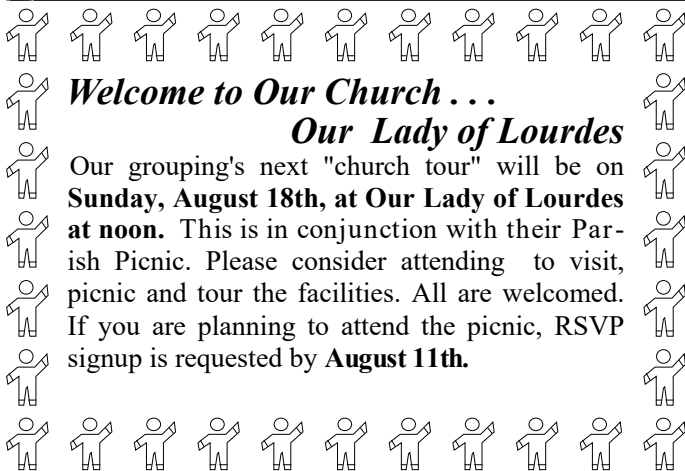 Welcome to Our Church . . .
Our Lady of Lourdes
Our grouping's next "church tour" will be on
Sunday, August 18th, at Our Lady of Lourdes
at noon. This is in conjunction with their Par-
ish Picnic. Please consider attending to visit,
picnic and tour the facilities. All are welcomed.
If you are planning to attend the picnic, RSVP
signup is requested by August 11th.